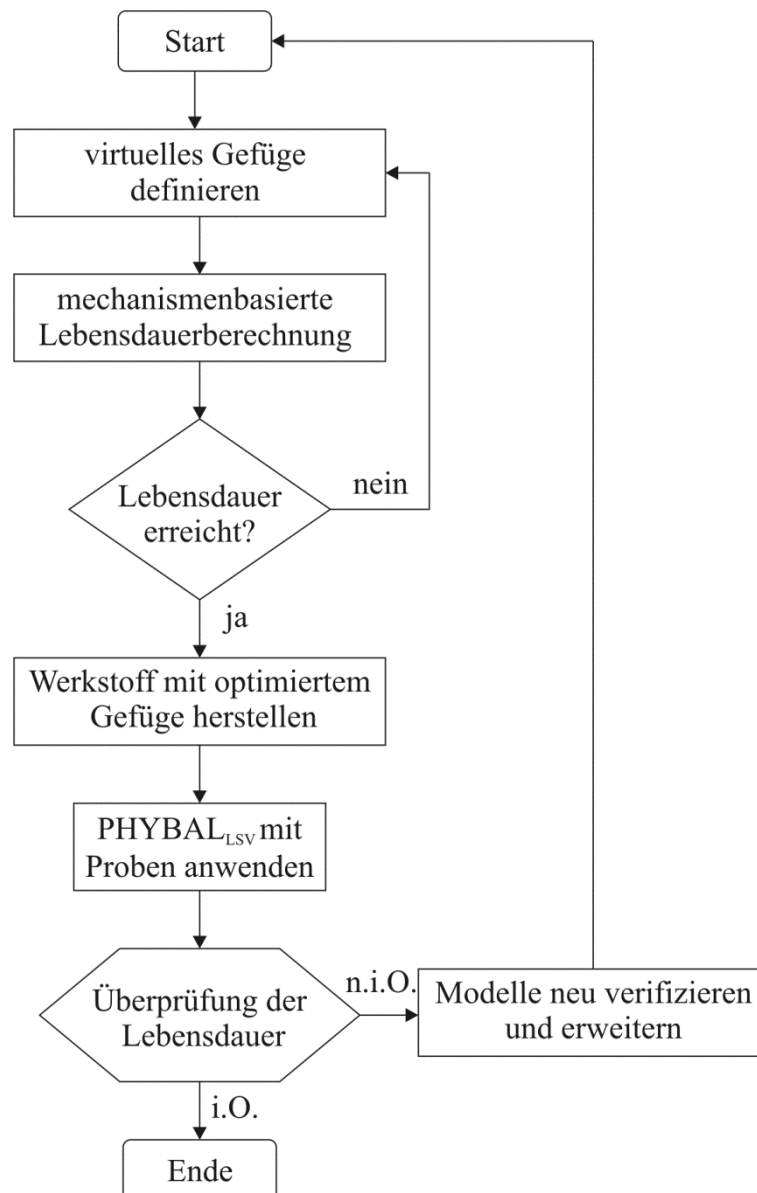 Start
virtuelles Gefüge
definieren
mechanismenbasierte
Lebensdauerberechnung
Lebensdauer
erreicht?
nein
ja
Werkstoff mit optimiertem
Gefüge herstellen
PHYBAL_LSV mit
Proben anwenden
Überprüfung der
Lebensdauer
n.i.O.
Modelle neu verifizieren
und erweitern
i.O.
Ende